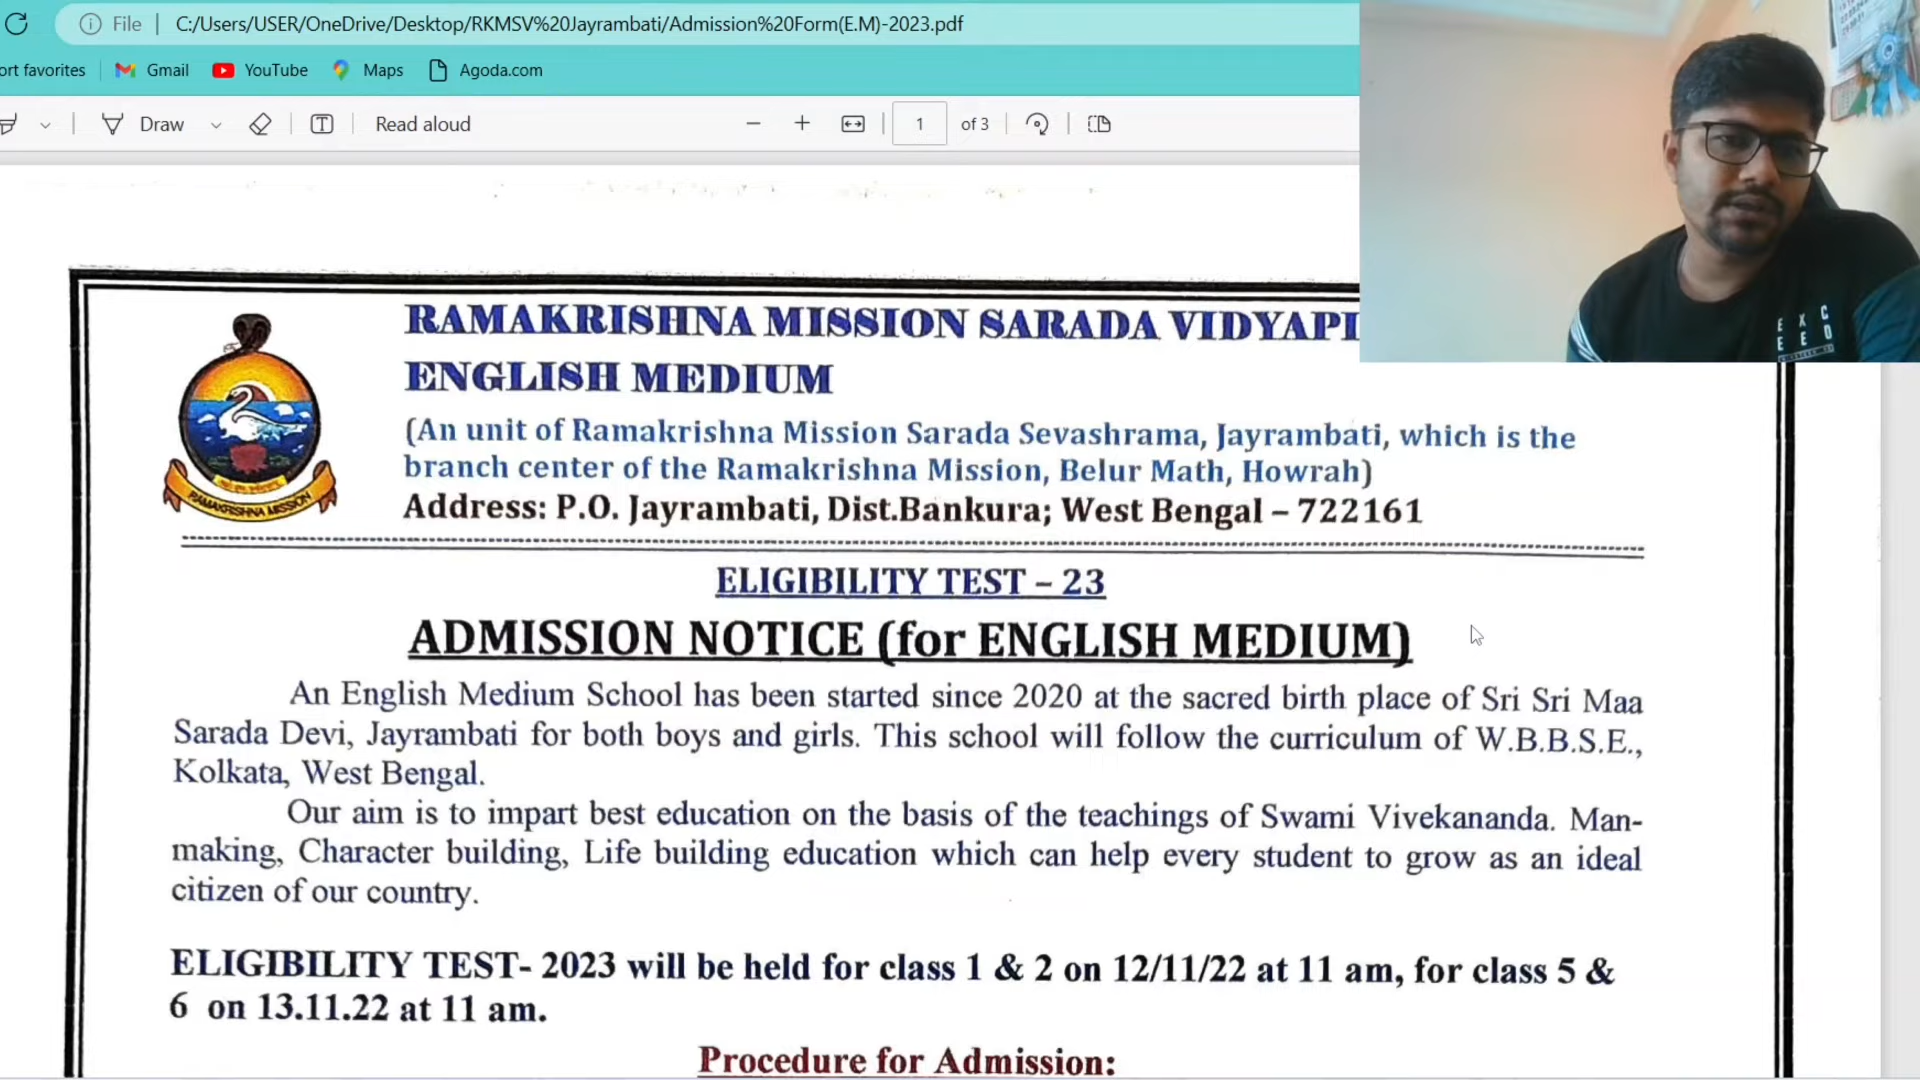 File
C:/Users/USER/OneDrive/Desktop/RKMSV%20Jayrambati/Admission%20Form(E.M)-2023.pdf
ort favorites
Gmail
YouTube
Maps
Agoda.com
Draw
Read aloud
1
of 3
RAMAKRISHNA MISSION SARADA VIDYAPI
ENGLISH MEDIUM
(An unit of Ramakrishna Mission Sarada Sevashrama, Jayrambati, which is the
branch center of the Ramakrishna Mission, Belur Math, Howrah)
Address: P.O. Jayrambati, Dist.Bankura; West Bengal – 722161
RAMAKRISHNA MISSION
ELIGIBILITY TEST – 23
ADMISSION NOTICE (for ENGLISH MEDIUM)
An English Medium School has been started since 2020 at the sacred birth place of Sri Sri Maa
Sarada Devi, Jayrambati for both boys and girls. This school will follow the curriculum of W.B.B.S.E.,
Kolkata, West Bengal.
Our aim is to impart best education on the basis of the teachings of Swami Vivekananda. Man-
making, Character building, Life building education which can help every student to grow as an ideal
citizen of our country.
ELIGIBILITY TEST- 2023 will be held for class 1 & 2 on 12/11/22 at 11 am, for class 5 &
6 on 13.11.22 at 11 am.
Procedure for Admission:
E X C
E E D